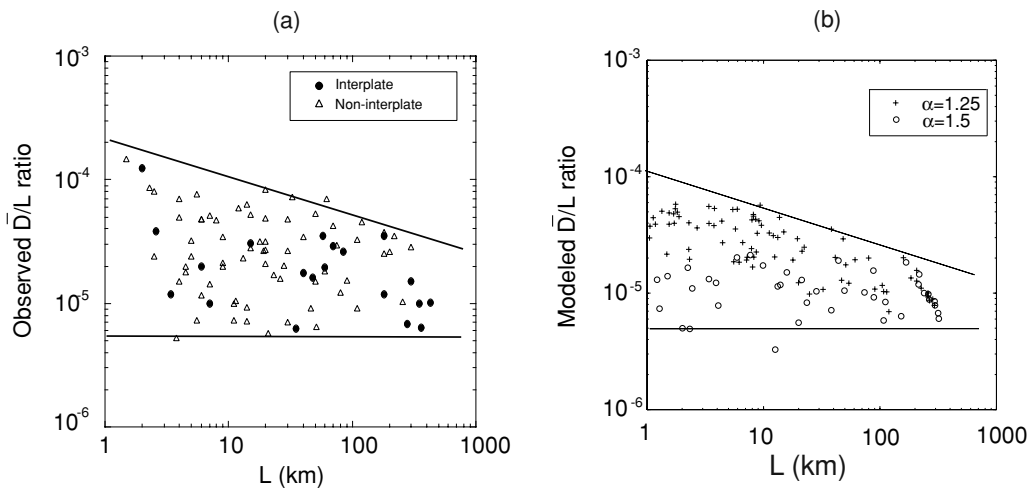 (a)
Observed D̄/L ratio
10⁻³
10⁻⁴
10⁻⁵
10⁻⁶
Interplate
Non-interplate
1
10
100
1000
L (km)
(b)
Modeled D̄/L ratio
10⁻³
10⁻⁴
10⁻⁵
10⁻⁶
α=1.25
α=1.5
1
10
100
1000
L (km)